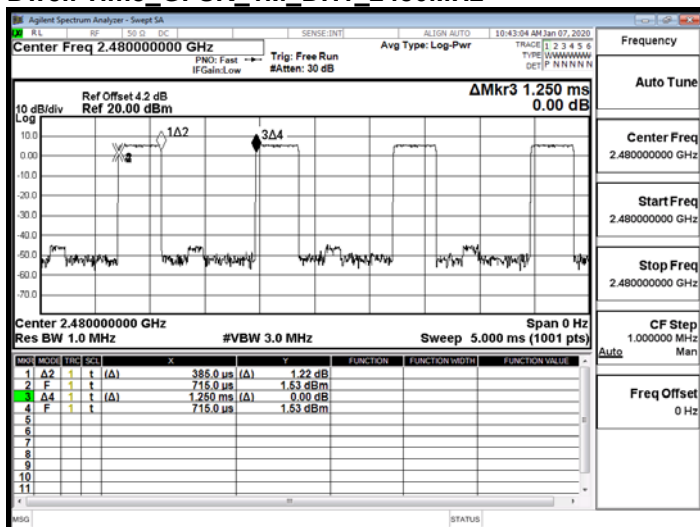 Agilent Spectrum Analyzer - Swept SA
RL RF 50 Ω DC SENSE:INT ALIGN AUTO 10:43:04 AM Jan 07, 2020
Center Freq 2.480000000 GHz
PNO: Fast
IFGain:Low
Trig: Free Run
#Atten: 30 dB
Avg Type: Log-Pwr
TRACE 1 2 3 4 5 6
TYPE WWWWWW
DET P N N N N N
Frequency
Auto Tune
Center Freq
2.480000000 GHz
Start Freq
2.480000000 GHz
Stop Freq
2.480000000 GHz
CF Step
1.000000 MHz
Auto Man
Freq Offset
0 Hz
ΔMkr3 1.250 ms
0.00 dB
Ref Offset 4.2 dB
10 dB/div Ref 20.00 dBm
Log
10.0
0.00
-10.0
-20.0
-30.0
-40.0
-50.0
-60.0
-70.0
1Δ2
3Δ4
Center 2.480000000 GHz Span 0 Hz
Res BW 1.0 MHz #VBW 3.0 MHz Sweep 5.000 ms (1001 pts)
MKR MODE TRC SCL X Y FUNCTION FUNCTION WIDTH FUNCTION VALUE
1 Δ2 1 t (Δ) 385.0 µs (Δ) 1.22 dB
2 F 1 t 715.0 µs 1.53 dBm
3 Δ4 1 t (Δ) 1.250 ms (Δ) 0.00 dB
4 F 1 t 715.0 µs 1.53 dBm
5
6
7
8
9
10
11
MSG STATUS